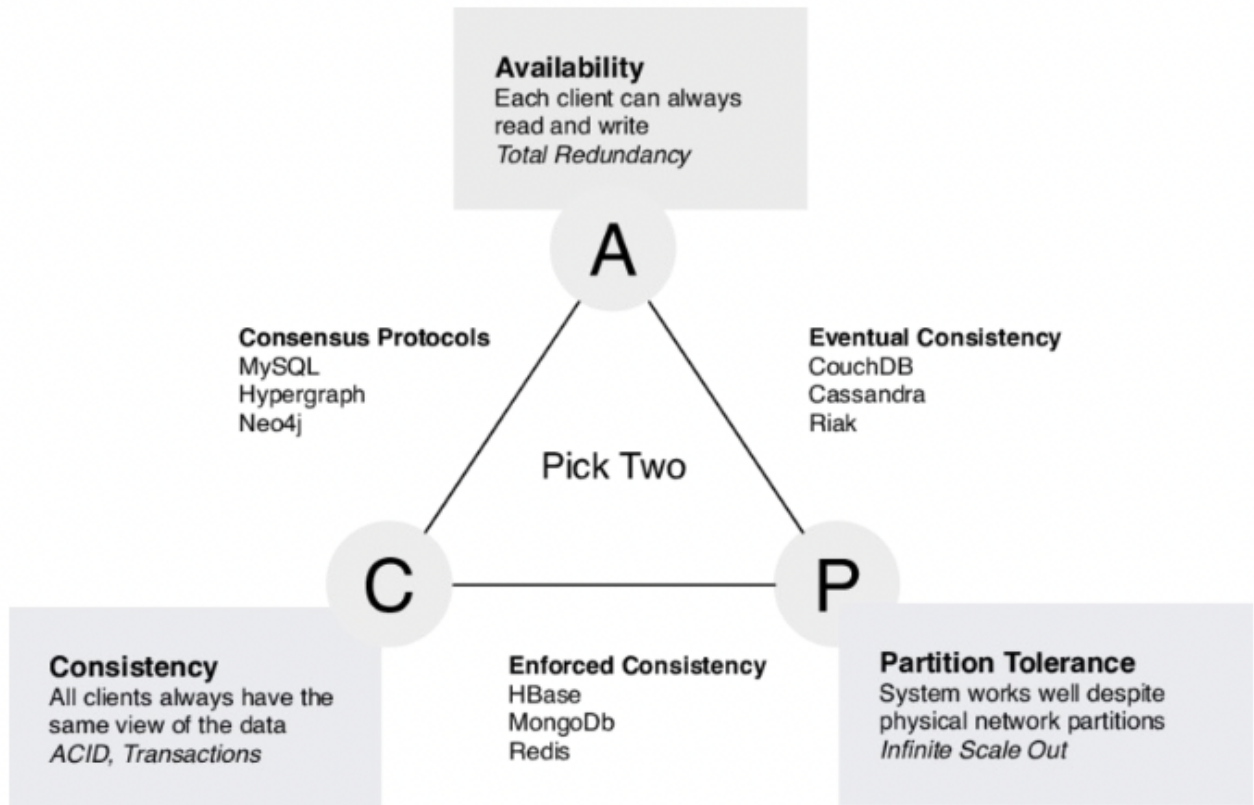 Availability
Each client can always
read and write
Total Redundancy
A
Consensus Protocols
MySQL
Hypergraph
Neo4j
Eventual Consistency
CouchDB
Cassandra
Riak
Pick Two
C
P
Consistency
All clients always have the
same view of the data
ACID, Transactions
Enforced Consistency
HBase
MongoDb
Redis
Partition Tolerance
System works well despite
physical network partitions
Infinite Scale Out